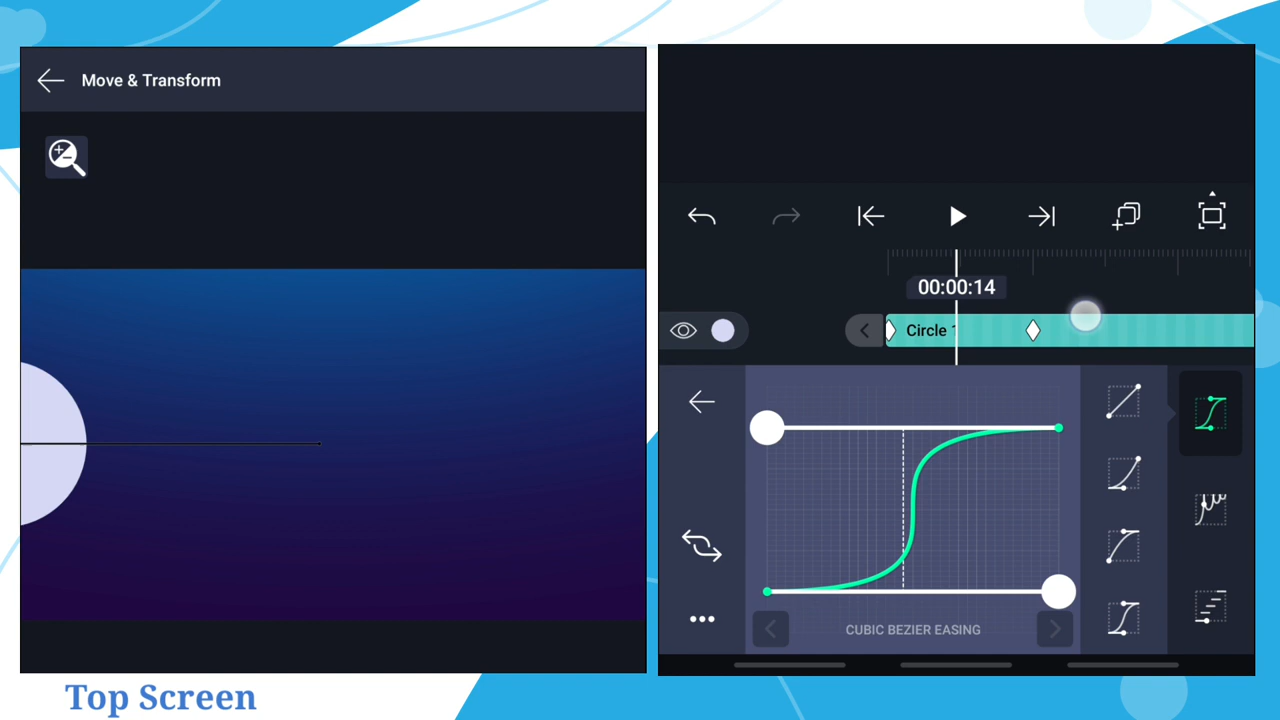 Move & Transform
00:00:14
Circle
CUBIC BEZIER EASING
Top Screen